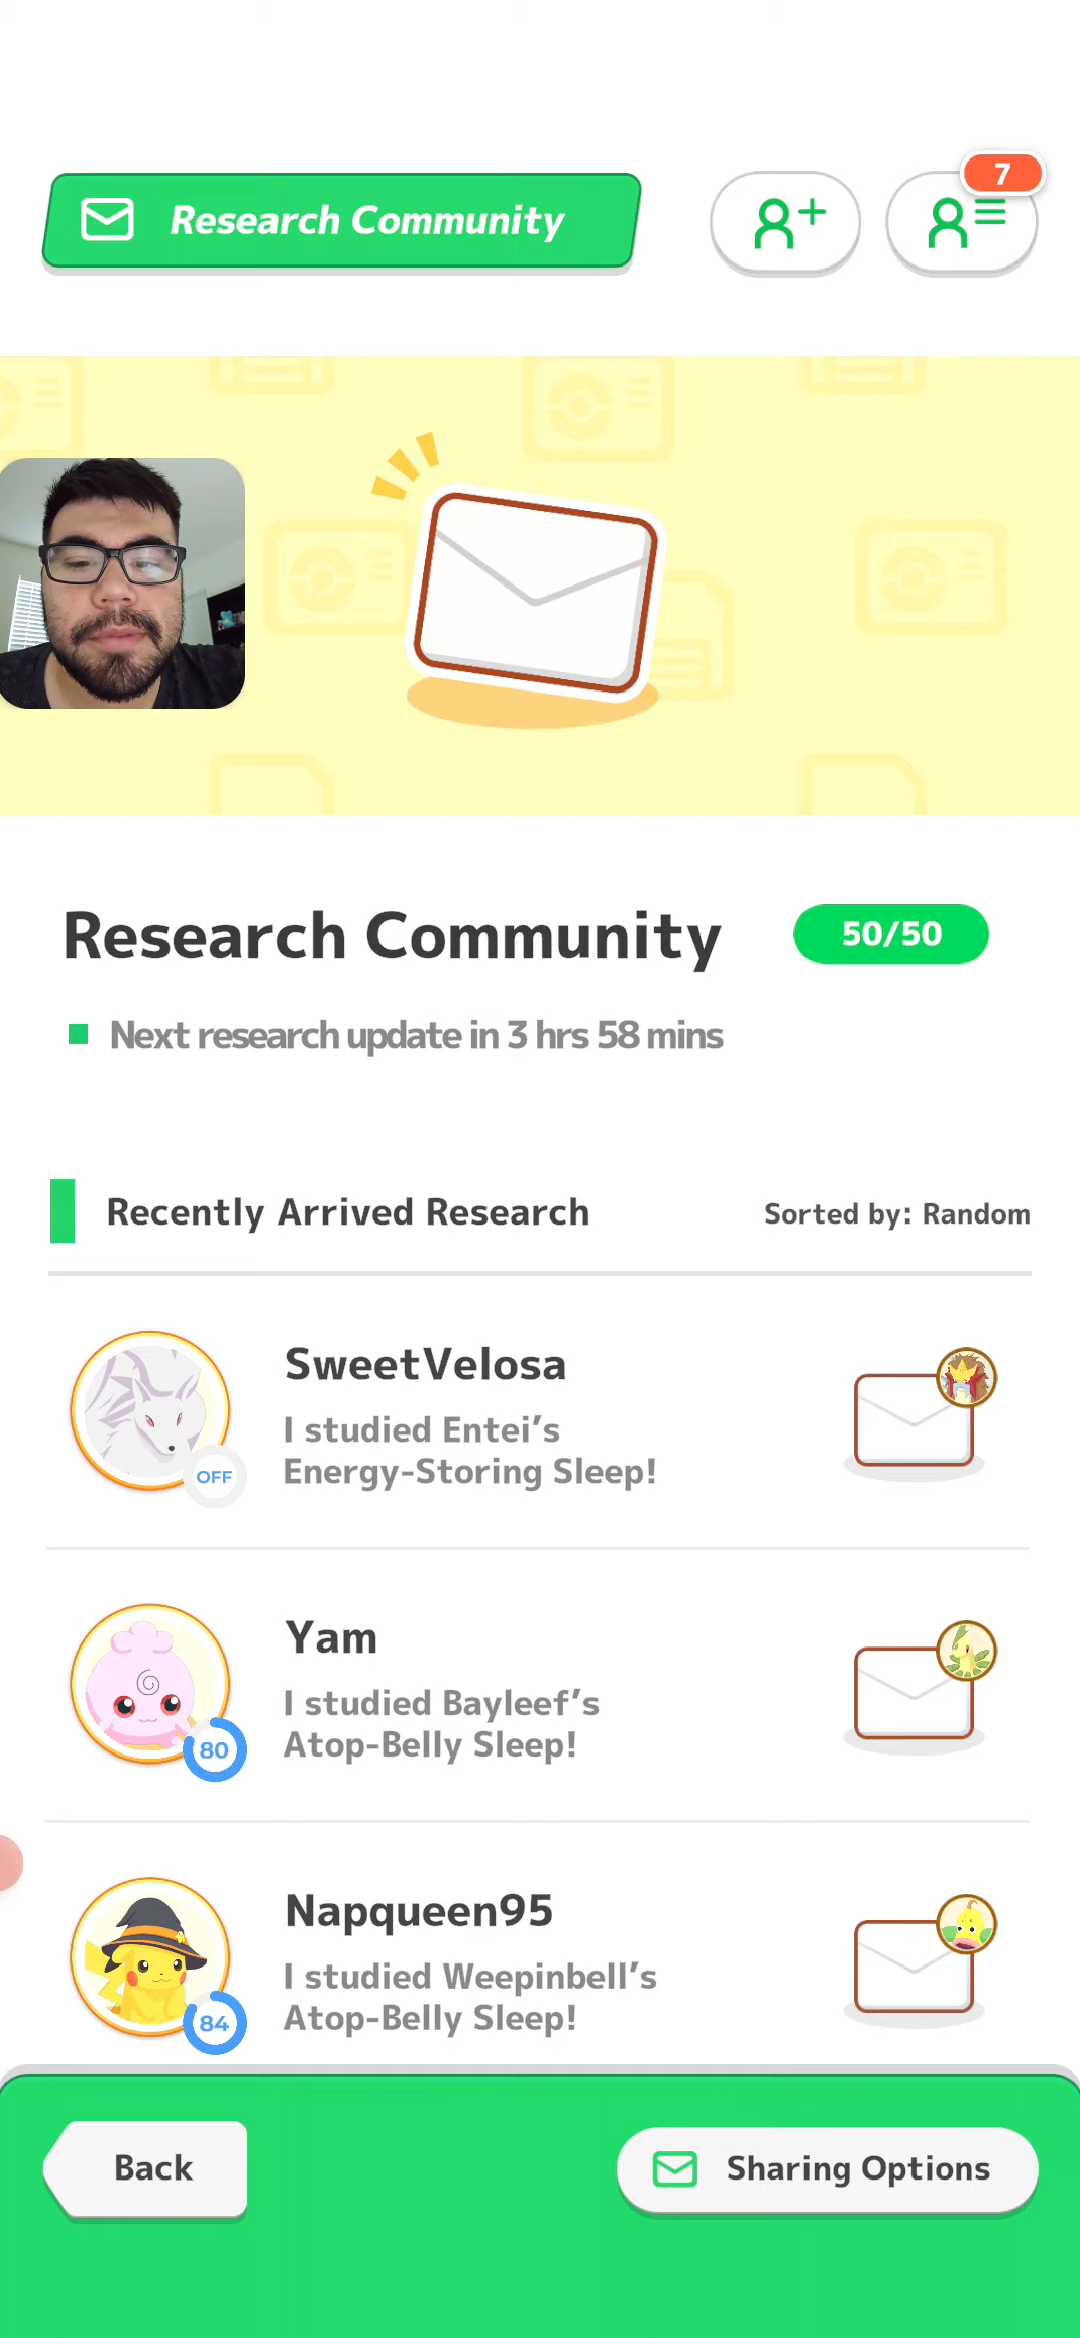 Research Community
7
Research Community
50/50
Next research update in 3 hrs 58 mins
Recently Arrived Research
Sorted by: Random
SweetVelosa
I studied Entei’s
Energy-Storing Sleep!
OFF
Yam
I studied Bayleef’s
Atop-Belly Sleep!
80
Napqueen95
I studied Weepinbell’s
Atop-Belly Sleep!
84
Back
Sharing Options